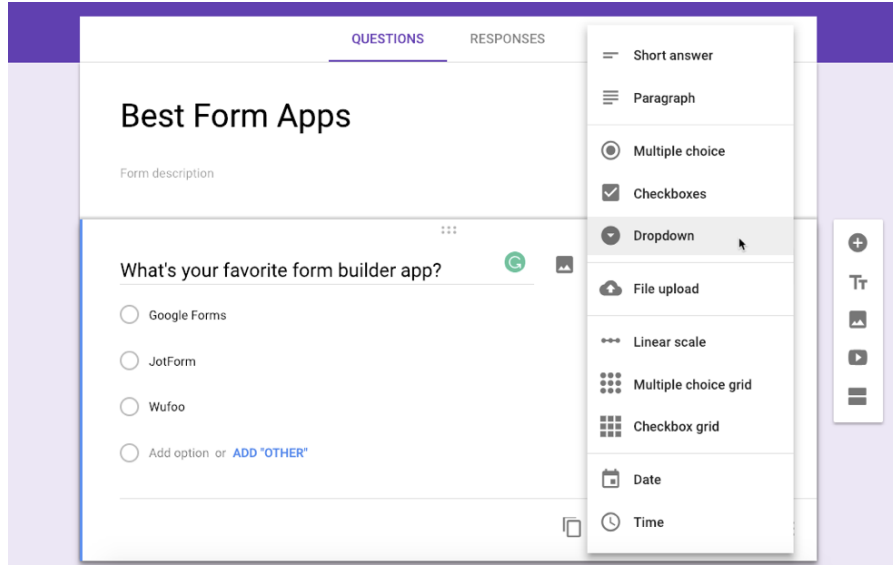 QUESTIONS
RESPONSES
Best Form Apps
Form description
What's your favorite form builder app?
Google Forms
JotForm
Wufoo
Add option or ADD "OTHER"
Short answer
Paragraph
Multiple choice
Checkboxes
Dropdown
File upload
Linear scale
Multiple choice grid
Checkbox grid
Date
Time
Tт